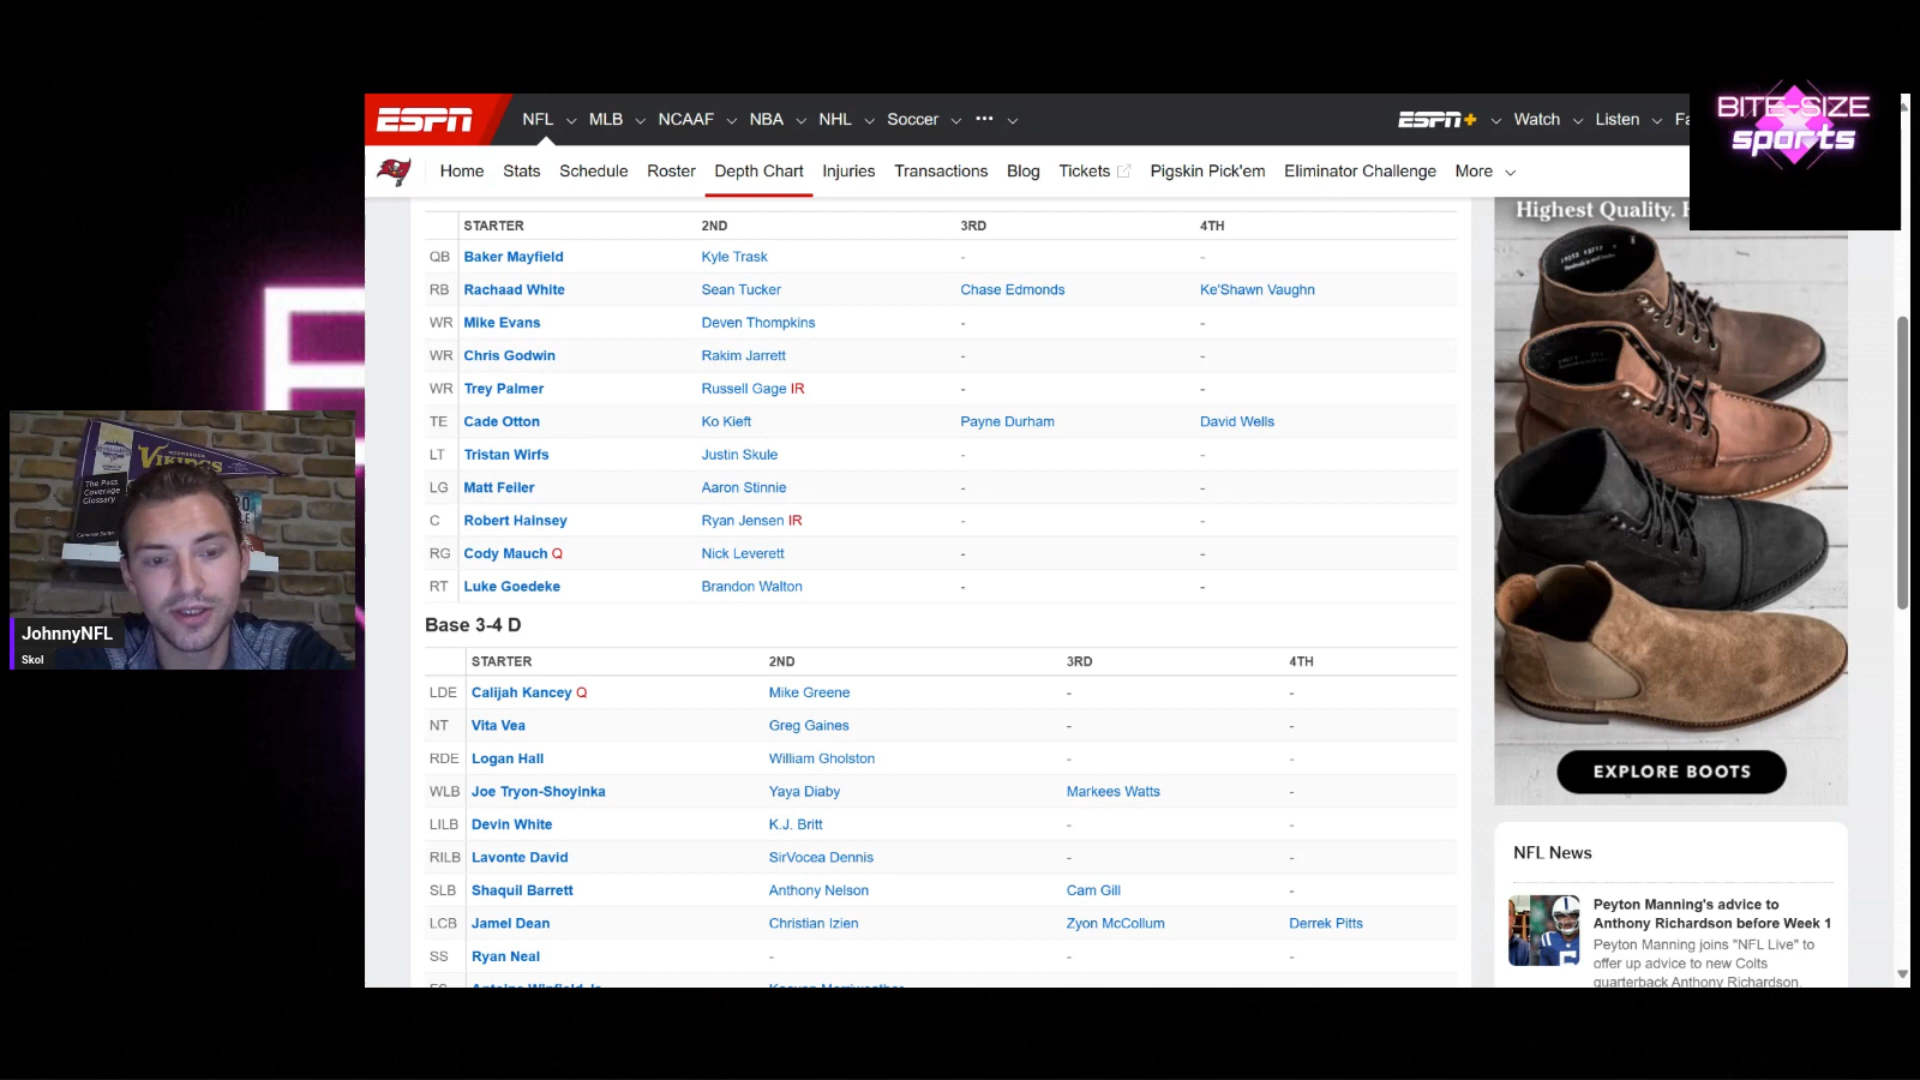 ESPN NFL MLB NCAAF NBA NHL Soccer ••• ESPN+ Watch Listen Fa
BITE-SIZE
sports
Home Stats Schedule Roster Depth Chart Injuries Transactions Blog Tickets Pigskin Pick'em Eliminator Challenge More
Highest Quality.
STARTER 2ND 3RD 4TH
QB Baker Mayfield Kyle Trask - -
RB Rachaad White Sean Tucker Chase Edmonds Ke'Shawn Vaughn
WR Mike Evans Deven Thompkins - -
WR Chris Godwin Rakim Jarrett - -
WR Trey Palmer Russell Gage IR - -
TE Cade Otton Ko Kieft Payne Durham David Wells
LT Tristan Wirfs Justin Skule - -
LG Matt Feiler Aaron Stinnie - -
C Robert Hainsey Ryan Jensen IR - -
RG Cody Mauch Q Nick Leverett - -
RT Luke Goedeke Brandon Walton - -
Base 3-4 D
STARTER 2ND 3RD 4TH
LDE Calijah Kancey Q Mike Greene - -
NT Vita Vea Greg Gaines - -
RDE Logan Hall William Gholston - -
WLB Joe Tryon-Shoyinka Yaya Diaby Markees Watts -
LILB Devin White K.J. Britt - -
RILB Lavonte David SirVocea Dennis - -
SLB Shaquil Barrett Anthony Nelson Cam Gill -
LCB Jamel Dean Christian Izien Zyon McCollum Derrek Pitts
SS Ryan Neal - - -
EXPLORE BOOTS
NFL News
Peyton Manning's advice to
Anthony Richardson before Week 1
Peyton Manning joins "NFL Live" to
offer up advice to new Colts
quarterback Anthony Richardson.
VIKINGS
The Pass
Coverage
Glossary
JohnnyNFL
Skol